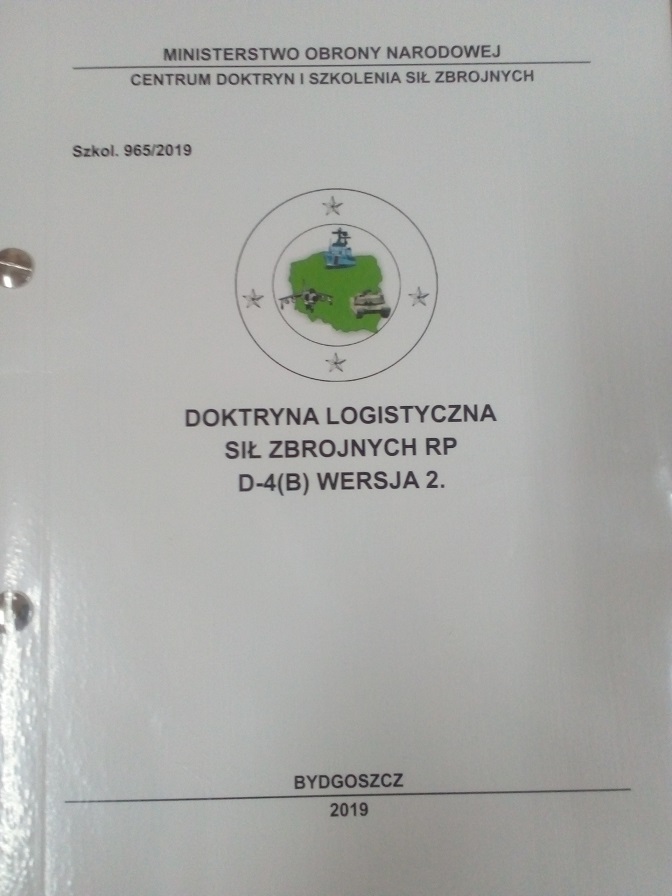 MINISTERSTWO OBRONY NARODOWEJ
CENTRUM DOKTRYN I SZKOLENIA SIŁ ZBROJNYCH
Szkol. 965/2019
DOKTRYNA LOGISTYCZNA
SIŁ ZBROJNYCH RP
D-4(B) WERSJA 2.
BYDGOSZCZ
2019